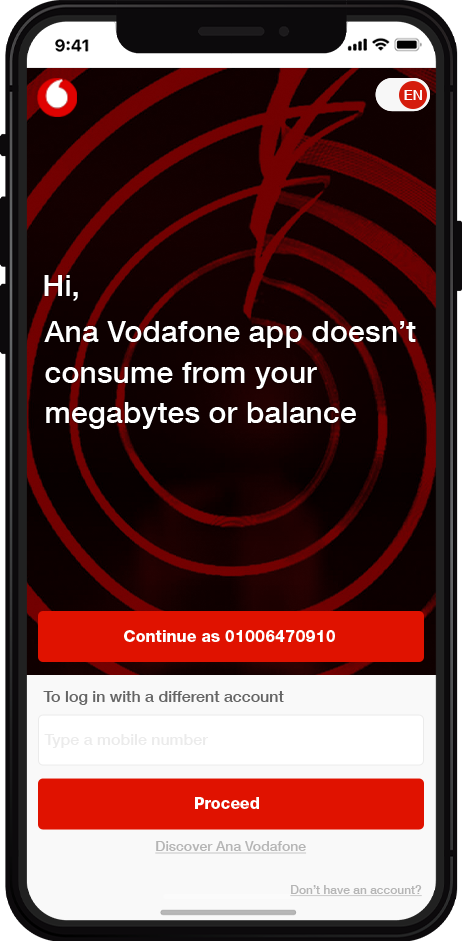 9:41
EN
Hi,
Ana Vodafone app doesn’t
consume from your
megabytes or balance
Continue as 01006470910
To log in with a different account
Type a mobile number
Proceed
Discover Ana Vodafone
Don’t have an account?